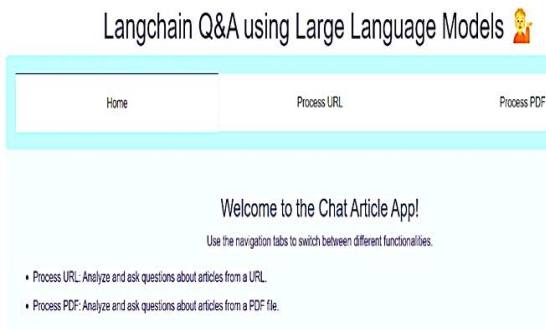 Langchain Q&A using Large Language Models 💁
Home Process URL Process PDF
Welcome to the Chat Article App!
Use the navigation tabs to switch between different functionalities.
• Process URL: Analyze and ask questions about articles from a URL.
• Process PDF: Analyze and ask questions about articles from a PDF file.